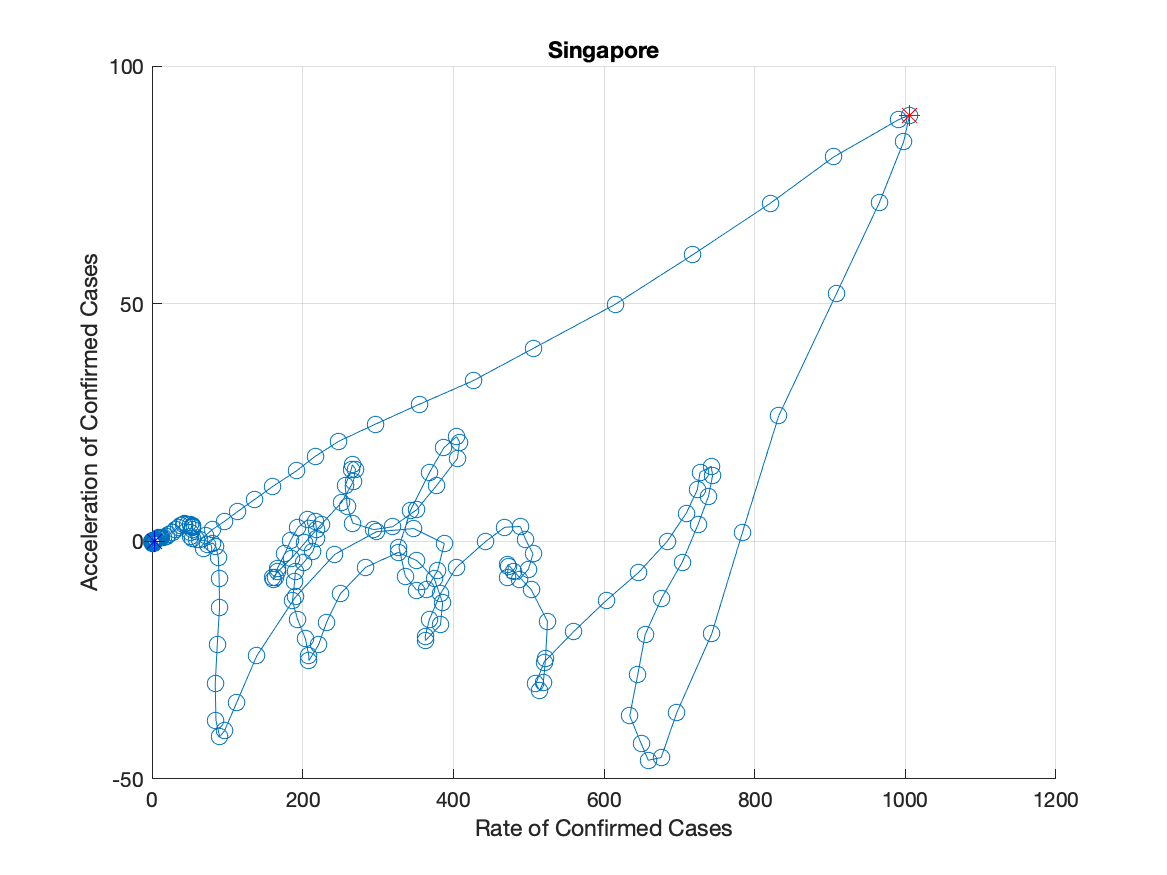 Singapore
100
50
0
-50
Acceleration of Confirmed Cases
0 200 400 600 800 1000 1200
Rate of Confirmed Cases